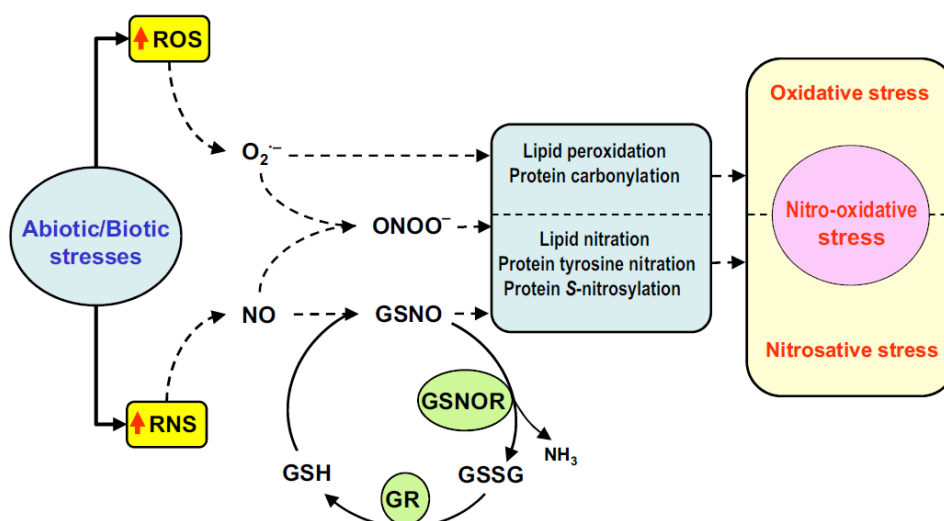 ROS
Oxidative stress
O₂·⁻
Lipid peroxidation
Protein carbonylation
Abiotic/Biotic
stresses
ONOO⁻
Nitro-oxidative
stress
Lipid nitration
Protein tyrosine nitration
Protein S-nitrosylation
NO
GSNO
Nitrosative stress
RNS
GSNOR
NH₃
GSH
GSSG
GR